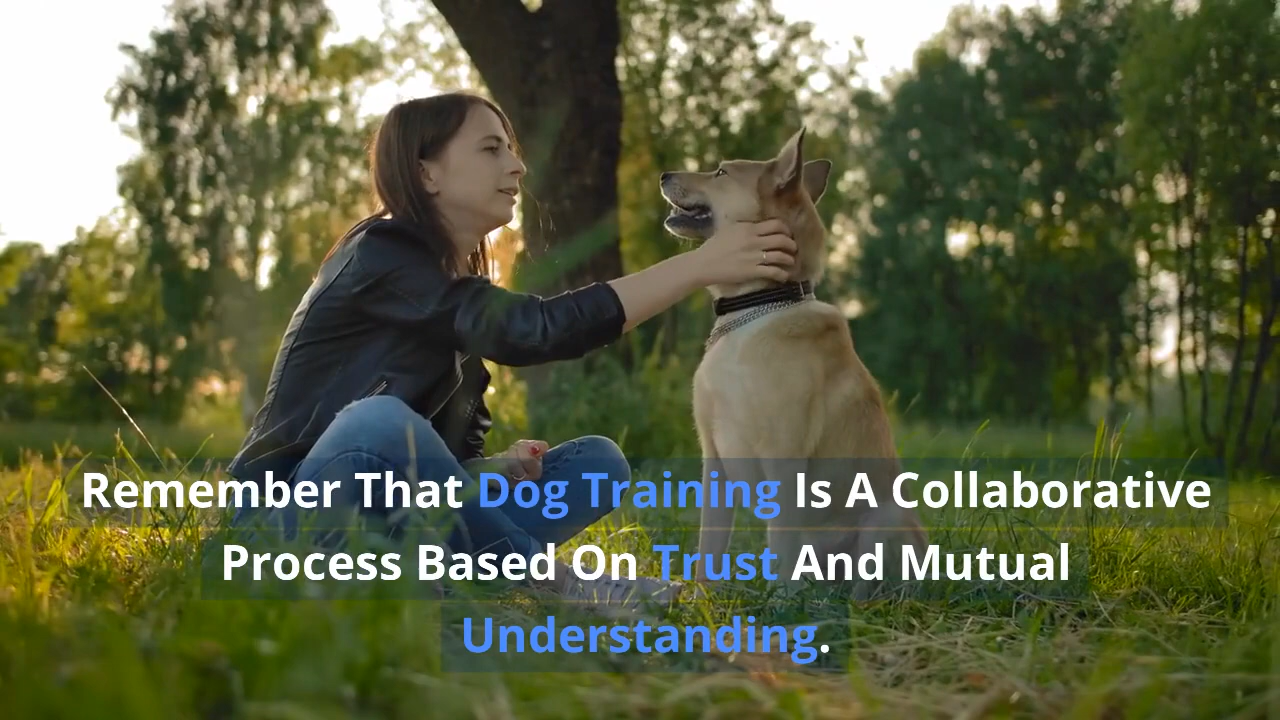 Remember That Dog Training Is A Collaborative
Process Based On Trust And Mutual
Understanding.